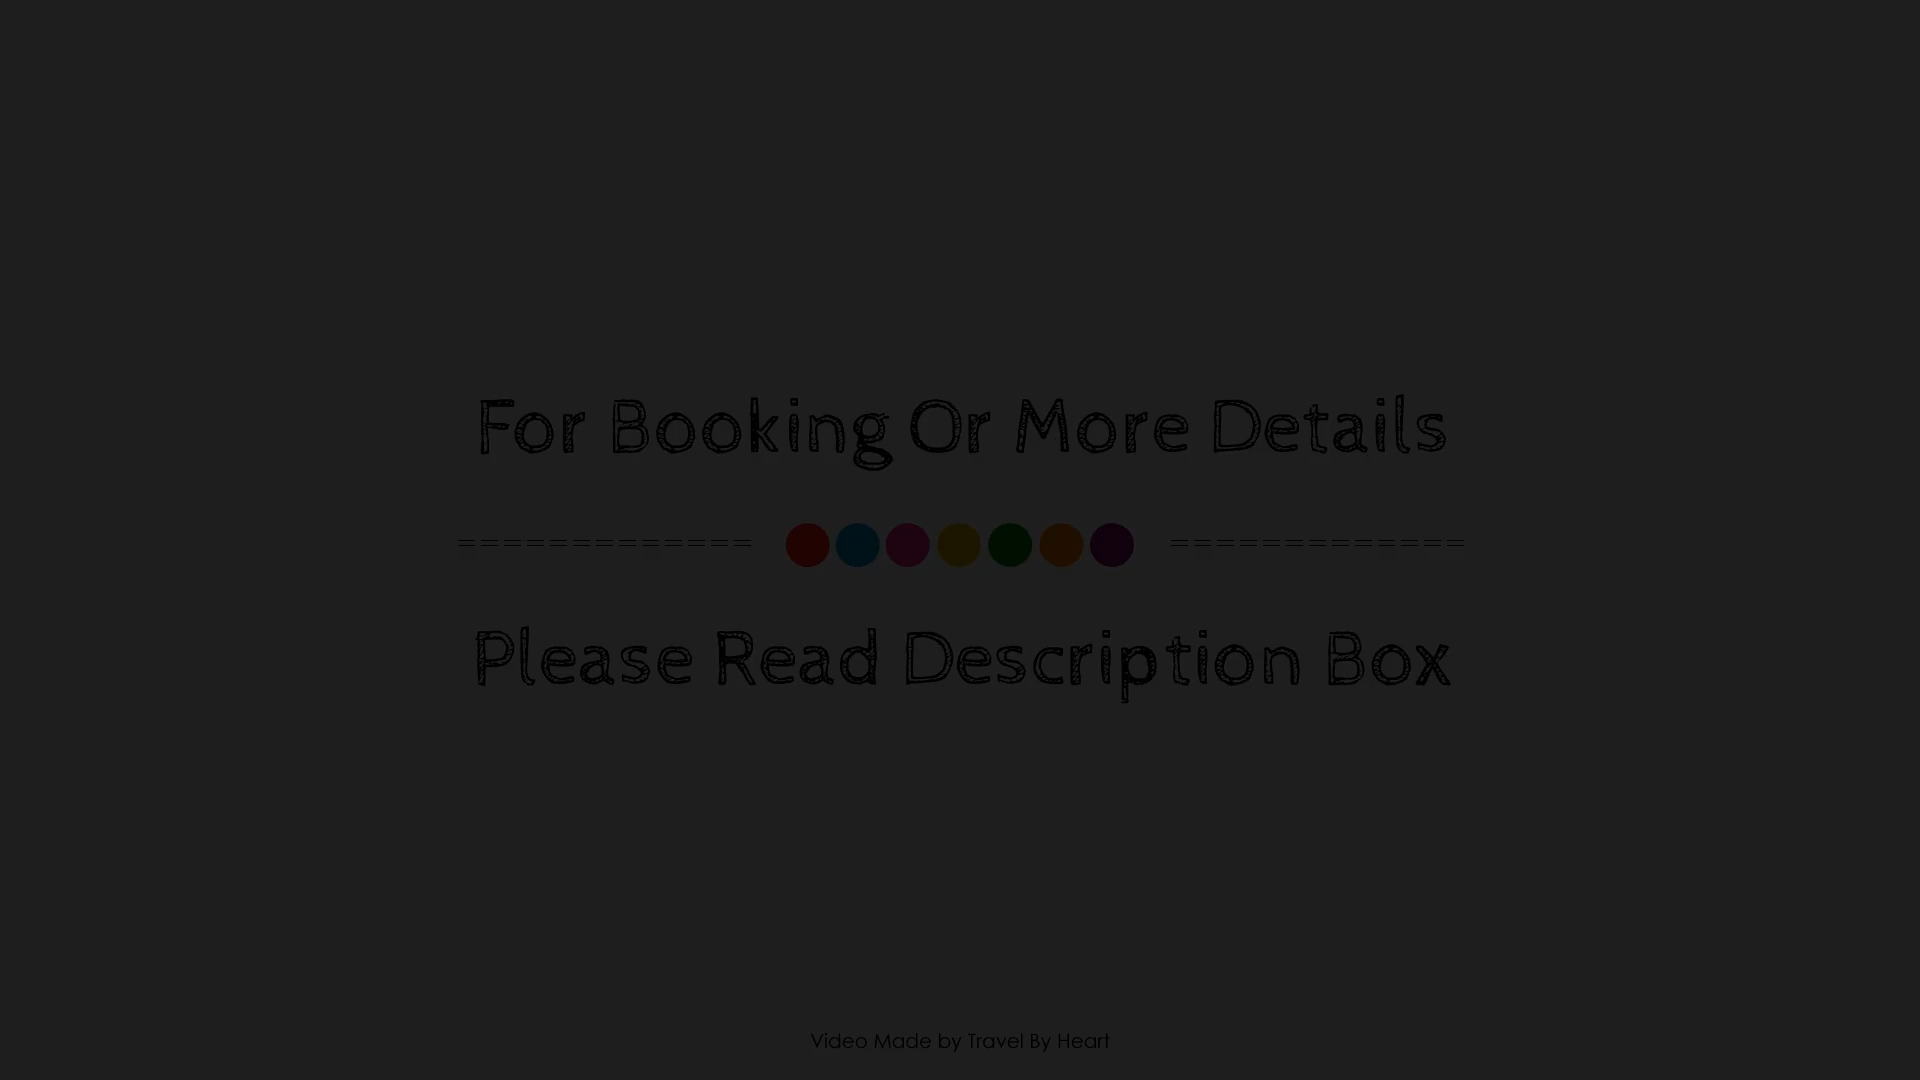 For Booking Or More Details
============= =============
Please Read Description Box
Video Made by Travel By Heart